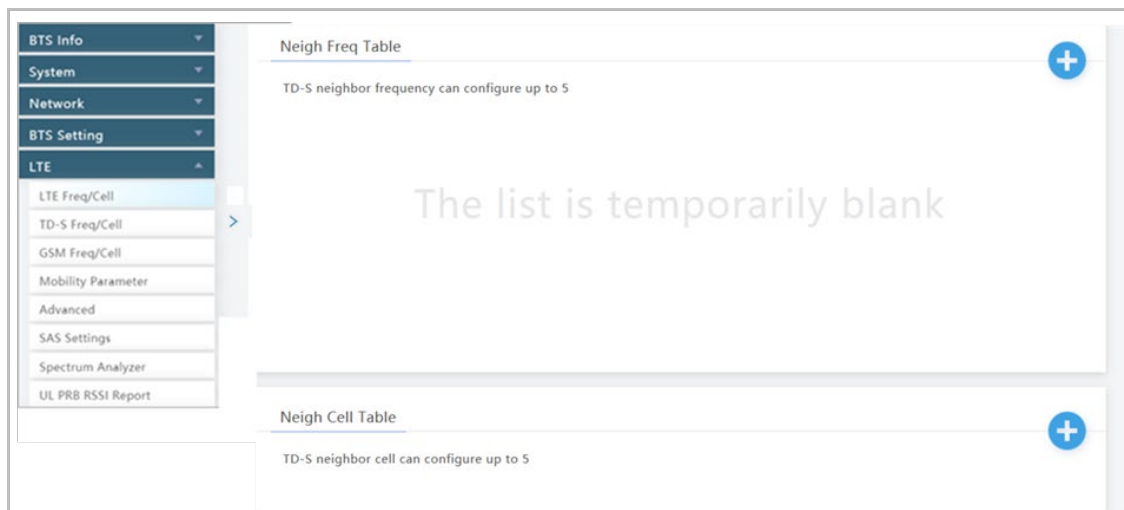 BTS Info
System
Network
BTS Setting
LTE
LTE Freq/Cell
TD-S Freq/Cell
GSM Freq/Cell
Mobility Parameter
Advanced
SAS Settings
Spectrum Analyzer
UL PRB RSSI Report
Neigh Freq Table
TD-S neighbor frequency can configure up to 5
The list is temporarily blank
Neigh Cell Table
TD-S neighbor cell can configure up to 5